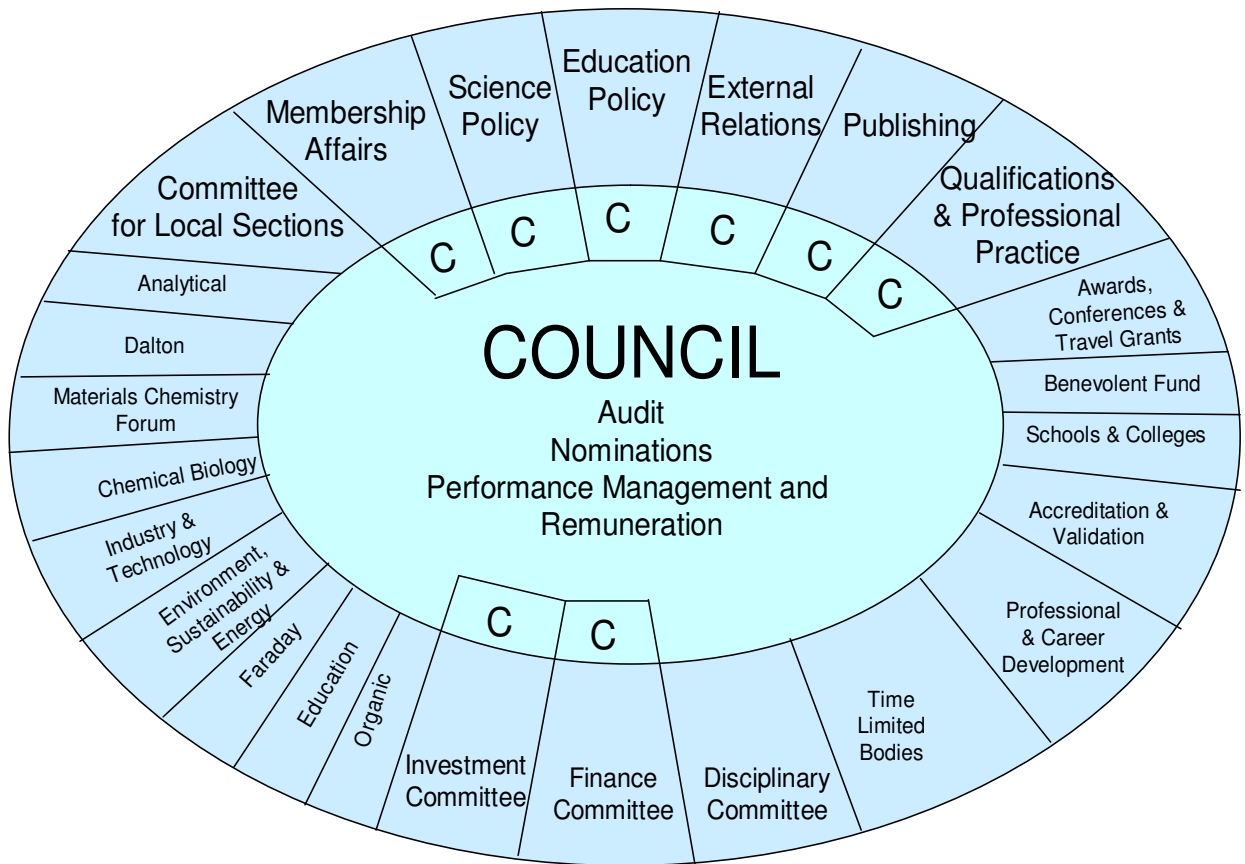 Membership
Affairs
Science
Policy
Education
Policy
External
Relations
Publishing
Qualifications
& Professional
Practice
Committee
for Local Sections
C
C
C
C
C
C
Analytical
Dalton
Materials Chemistry
Forum
Chemical Biology
Industry &
Technology
Environment,
Sustainability &
Energy
Faraday
Education
Organic
COUNCIL
Audit
Nominations
Performance Management and
Remuneration
Awards,
Conferences &
Travel Grants
Benevolent Fund
Schools & Colleges
Accreditation &
Validation
Professional
& Career
Development
Time
Limited
Bodies
C
C
Investment
Committee
Finance
Committee
Disciplinary
Committee